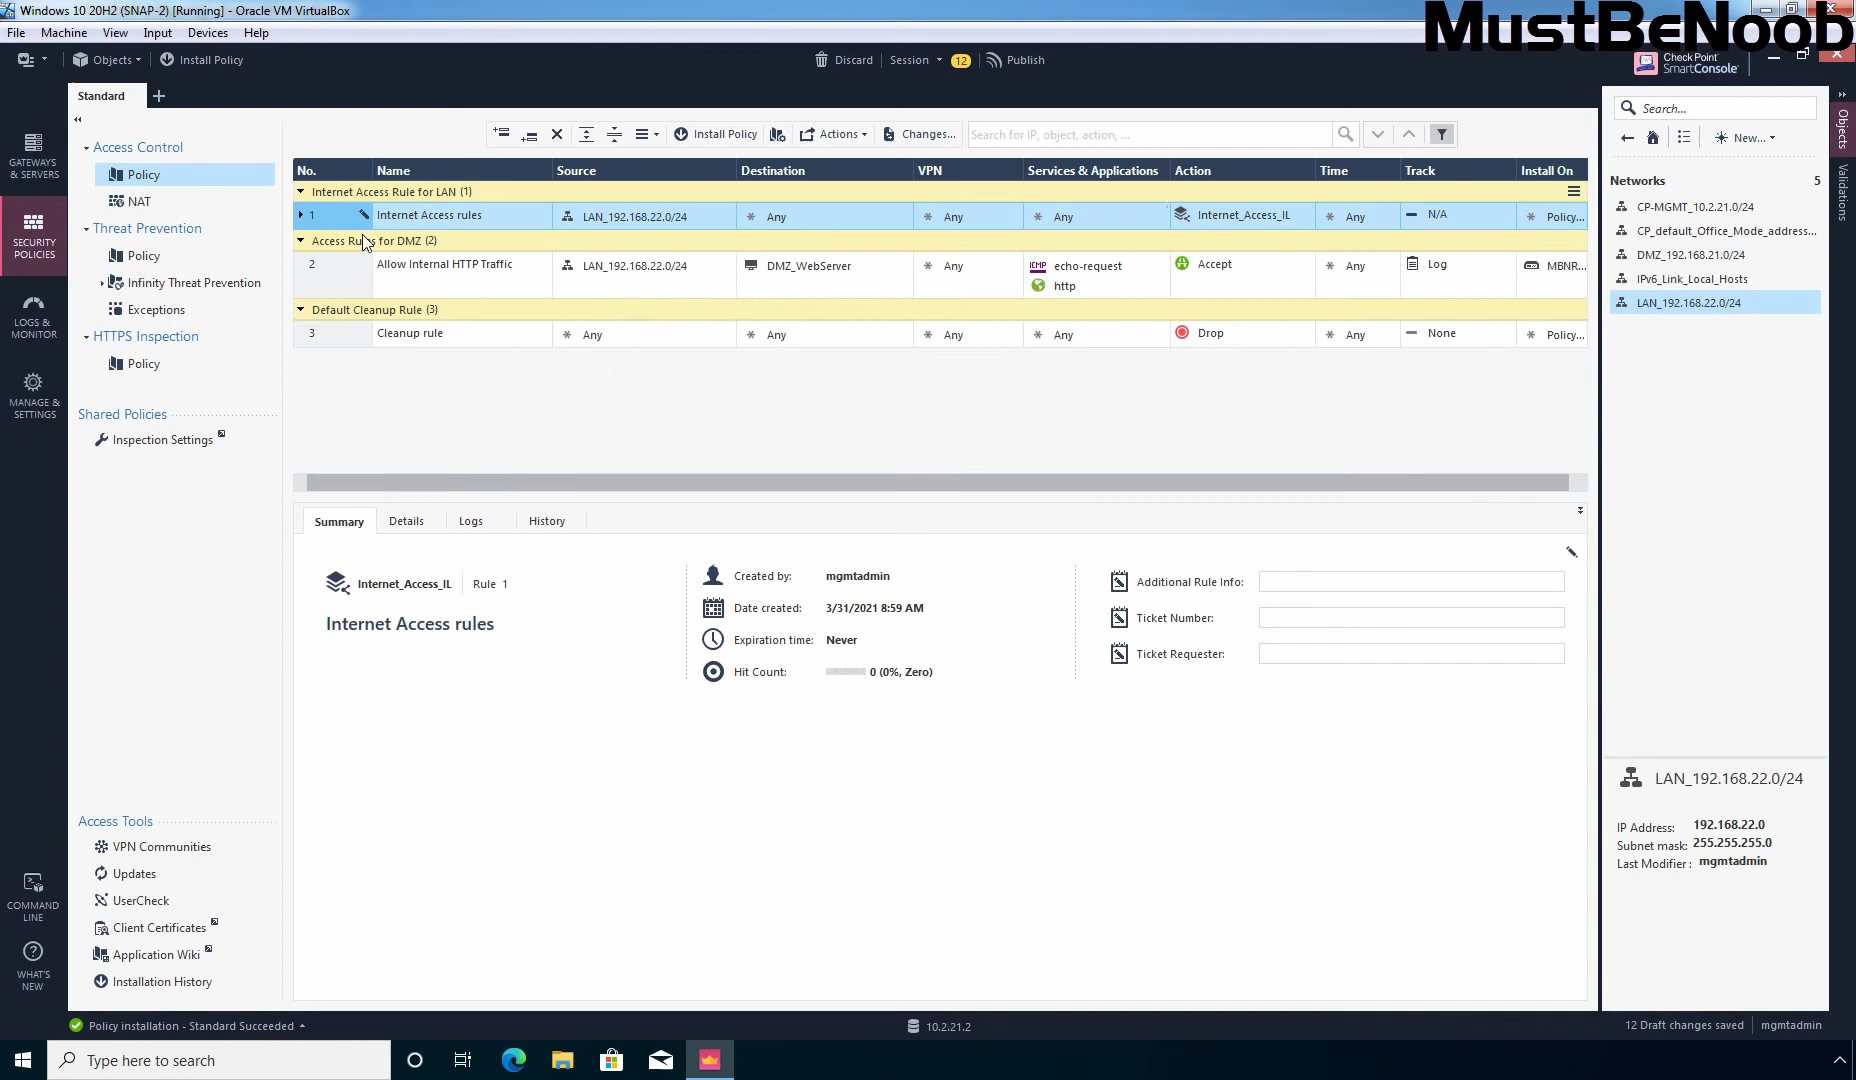 Windows 10 20H2 (SNAP-2) [Running] - Oracle VM VirtualBox
MustBeNoob
File Machine View Input Devices Help
Objects Install Policy Discard Session 12 Publish
Check Point
SmartConsole
Standard
Search...
Objects
Validations
GATEWAYS
& SERVERS
SECURITY
POLICIES
LOGS &
MONITOR
MANAGE &
SETTINGS
COMMAND
LINE
WHAT'S
NEW
Access Control
Policy
NAT
Threat Prevention
Policy
Infinity Threat Prevention
Exceptions
HTTPS Inspection
Policy
Shared Policies
Inspection Settings
Access Tools
VPN Communities
Updates
UserCheck
Client Certificates
Application Wiki
Installation History
Install Policy Actions Changes... Search for IP, object, action, ...
No. Name Source Destination VPN Services & Applications Action Time Track Install On
Internet Access Rule for LAN (1)
1 Internet Access rules LAN_192.168.22.0/24 Any Any Any Internet_Access_IL Any N/A Policy...
Access Rules for DMZ (2)
2 Allow Internal HTTP Traffic LAN_192.168.22.0/24 DMZ_WebServer Any ICMP echo-request Accept Any Log MBNR...
http
Default Cleanup Rule (3)
3 Cleanup rule Any Any Any Any Drop Any None Policy...
Summary Details Logs History
Internet_Access_IL Rule 1
Internet Access rules
Created by: mgmtadmin
Date created: 3/31/2021 8:59 AM
Expiration time: Never
Hit Count: 0 (0%, Zero)
Additional Rule Info:
Ticket Number:
Ticket Requester:
New...
Networks 5
CP-MGMT_10.2.21.0/24
CP_default_Office_Mode_address...
DMZ_192.168.21.0/24
IPv6_Link_Local_Hosts
LAN_192.168.22.0/24
LAN_192.168.22.0/24
IP Address: 192.168.22.0
Subnet mask: 255.255.255.0
Last Modifier : mgmtadmin
Policy installation - Standard Succeeded 10.2.21.2 12 Draft changes saved mgmtadmin
Type here to search